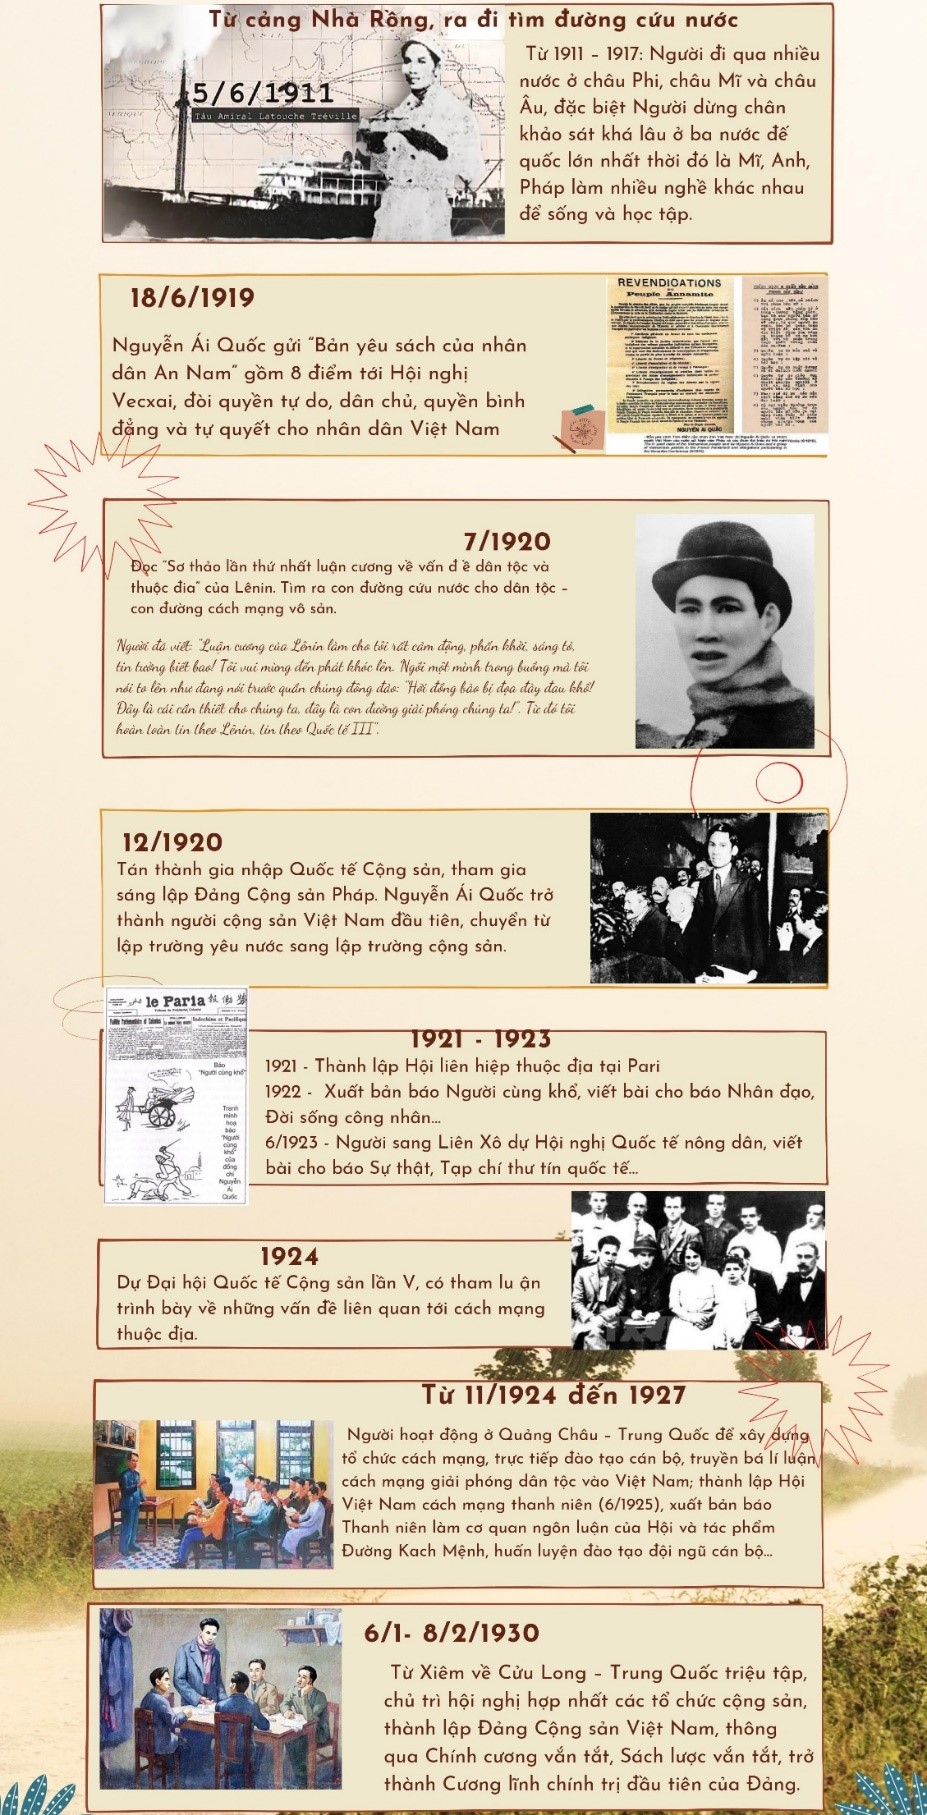 Từ cảng Nhà Rồng, ra đi tìm đường cứu nước
5/6/1911
Tàu Amiral Latouche Tréville
Từ 1911 – 1917: Người đi qua nhiều
nước ở châu Phi, châu Mĩ và châu
Âu, đặc biệt Người dừng chân
khảo sát khá lâu ở ba nước đế
quốc lớn nhất thời đó là Mĩ, Anh,
Pháp làm nhiều nghề khác nhau
để sống và học tập.
18/6/1919
Nguyễn Ái Quốc gửi “Bản yêu sách của nhân
dân An Nam” gồm 8 điểm tới Hội nghị
Vecxai, đòi quyền tự do, dân chủ, quyền bình
đẳng và tự quyết cho nhân dân Việt Nam
REVENDICATIONS
du
Peuple Annamite
NGUYỄN ÁI QUẤC
7/1920
Đọc “Sơ thảo lần thứ nhất luận cương về vấn đ ề dân tộc và
thuộc địa” của Lênin. Tìm ra con đường cứu nước cho dân tộc –
con đường cách mạng vô sản.
Người đã viết: “Luận cương của Lênin làm cho tôi rất cảm động, phấn khởi, sáng tỏ,
tin tưởng biết bao! Tôi vui mừng đến phát khóc lên. Ngồi một mình trong buồng mà tôi
nói to lên như đang nói trước quần chúng đông đảo: “Hỡi đồng bào bị đọa đày đau khổ!
Đây là cái cần thiết cho chúng ta, đây là con đường giải phóng chúng ta!”. Từ đó tôi
hoàn toàn tin theo Lênin, tin theo Quốc tế III”.
12/1920
Tán thành gia nhập Quốc tế Cộng sản, tham gia
sáng lập Đảng Cộng sản Pháp. Nguyễn Ái Quốc trở
thành người cộng sản Việt Nam đầu tiên, chuyển từ
lập trường yêu nước sang lập trường cộng sản.
le Paria
Báo
"Người cùng khổ"
Tranh
minh
họa
báo
"Người
cùng
khổ"
của
đồng
chí
Nguyễn
Ái
Quốc
1921 - 1923
1921 - Thành lập Hội liên hiệp thuộc địa tại Pari
1922 - Xuất bản báo Người cùng khổ, viết bài cho báo Nhân đạo,
Đời sống công nhân...
6/1923 - Người sang Liên Xô dự Hội nghị Quốc tế nông dân, viết
bài cho báo Sự thật, Tạp chí thư tín quốc tế...
1924
Dự Đại hội Quốc tế Cộng sản lần V, có tham lu ận
trình bày về những vấn đề liên quan tới cách mạng
thuộc địa.
Từ 11/1924 đến 1927
Người hoạt động ở Quảng Châu – Trung Quốc để xây dựng
tổ chức cách mạng, trực tiếp đào tạo cán bộ, truyền bá lí luận
cách mạng giải phóng dân tộc vào Việt Nam; thành lập Hội
Việt Nam cách mạng thanh niên (6/1925), xuất bản báo
Thanh niên làm cơ quan ngôn luận của Hội và tác phẩm
Đường Kach Mệnh, huấn luyện đào tạo đội ngũ cán bộ...
6/1- 8/2/1930
Từ Xiêm về Cửu Long – Trung Quốc triệu tập,
chủ trì hội nghị hợp nhất các tổ chức cộng sản,
thành lập Đảng Cộng sản Việt Nam, thông
qua Chính cương vắn tắt, Sách lược vắn tắt, trở
thành Cương lĩnh chính trị đầu tiên của Đảng.